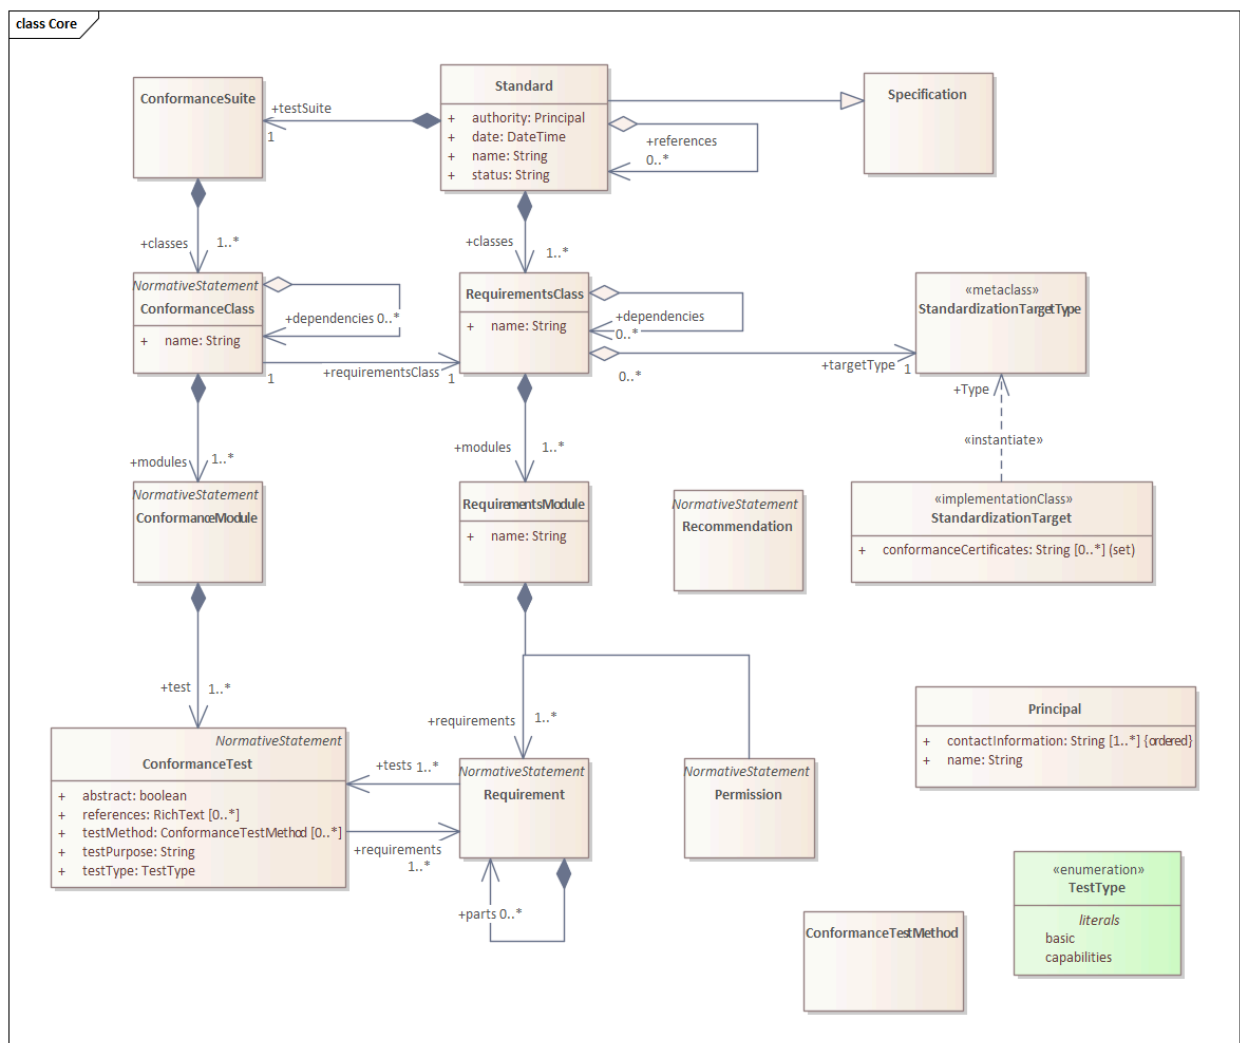 class Core
ConformanceSuite
+testSuite
1
Standard
+ authority: Principal
+ date: DateTime
+ name: String
+ status: String
+references
0..*
Specification
+classes
1..*
+classes
1..*
NormativeStatement
ConformanceClass
+ name: String
+dependencies 0..*
1
+requirementsClass
1
RequirementsClass
+ name: String
+dependencies
0..*
0..*
+targetType
1
«metaclass»
StandardizationTargetType
+Type
«instantiate»
+modules
1..*
+modules
1..*
NormativeStatement
ConformanceModule
RequirementsModule
+ name: String
NormativeStatement
Recommendation
«implementationClass»
StandardizationTarget
+ conformanceCertificates: String [0..*] (set)
+test
1..*
+requirements
1..*
Principal
+ contactInformation: String [1..*] {ordered}
+ name: String
NormativeStatement
ConformanceTest
+ abstract: boolean
+ references: RichText [0..*]
+ testMethod: ConformanceTestMethod [0..*]
+ testPurpose: String
+ testType: TestType
+tests 1..*
+requirements
1..*
NormativeStatement
Requirement
+parts 0..*
NormativeStatement
Permission
ConformanceTestMethod
«enumeration»
TestType
literals
basic
capabilities